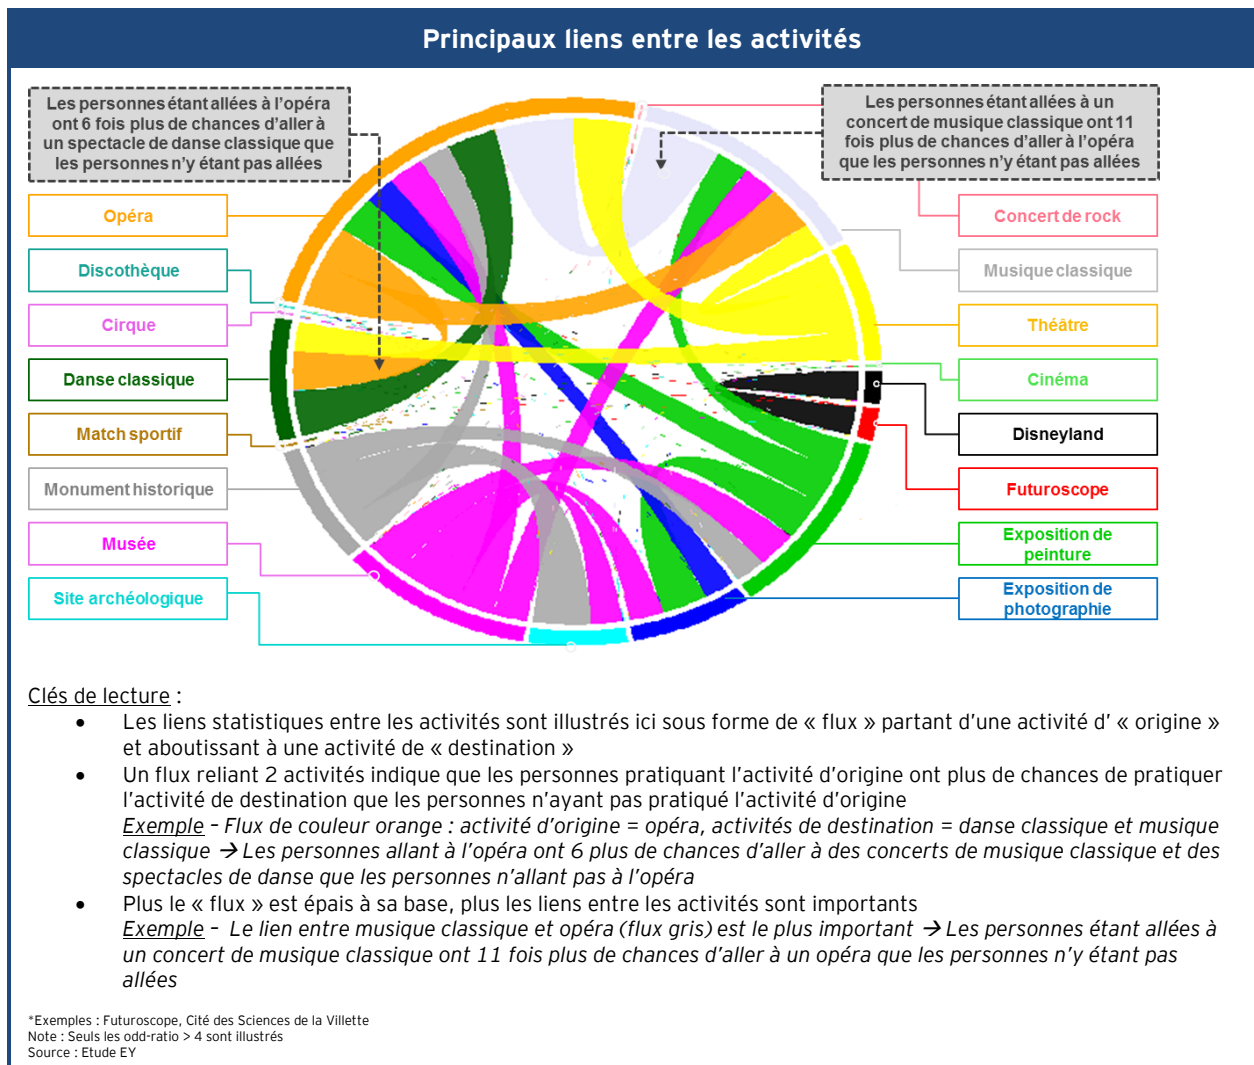 Principaux liens entre les activités
Les personnes étant allées à l’opéra
ont 6 fois plus de chances d’aller à
un spectacle de danse classique que
les personnes n’y étant pas allées
Les personnes étant allées à un
concert de musique classique ont 11
fois plus de chances d’aller à l’opéra
que les personnes n’y étant pas allées
Opéra
Discothèque
Cirque
Danse classique
Match sportif
Monument historique
Musée
Site archéologique
Concert de rock
Musique classique
Théâtre
Cinéma
Disneyland
Futuroscope
Exposition de
peinture
Exposition de
photographie
Clés de lecture :
• Les liens statistiques entre les activités sont illustrés ici sous forme de « flux » partant d’une activité d’ « origine »
et aboutissant à une activité de « destination »
• Un flux reliant 2 activités indique que les personnes pratiquant l’activité d’origine ont plus de chances de pratiquer
l’activité de destination que les personnes n’ayant pas pratiqué l’activité d’origine
Exemple – Flux de couleur orange : activité d’origine = opéra, activités de destination = danse classique et musique
classique → Les personnes allant à l’opéra ont 6 plus de chances d’aller à des concerts de musique classique et des
spectacles de danse que les personnes n’allant pas à l’opéra
• Plus le « flux » est épais à sa base, plus les liens entre les activités sont importants
Exemple – Le lien entre musique classique et opéra (flux gris) est le plus important → Les personnes étant allées à
un concert de musique classique ont 11 fois plus de chances d’aller à un opéra que les personnes n’y étant pas
allées
*Exemples : Futuroscope, Cité des Sciences de la Villette
Note : Seuls les odd-ratio > 4 sont illustrés
Source : Etude EY